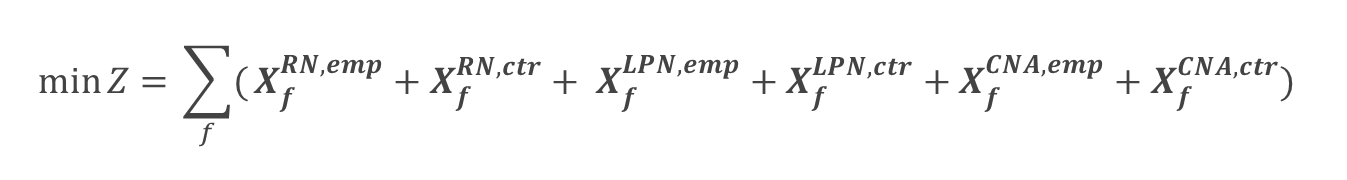 min Z = ∑_f ( X_f^{RN,emp} + X_f^{RN,ctr} + X_f^{LPN,emp} + X_f^{LPN,ctr} + X_f^{CNA,emp} + X_f^{CNA,ctr} )